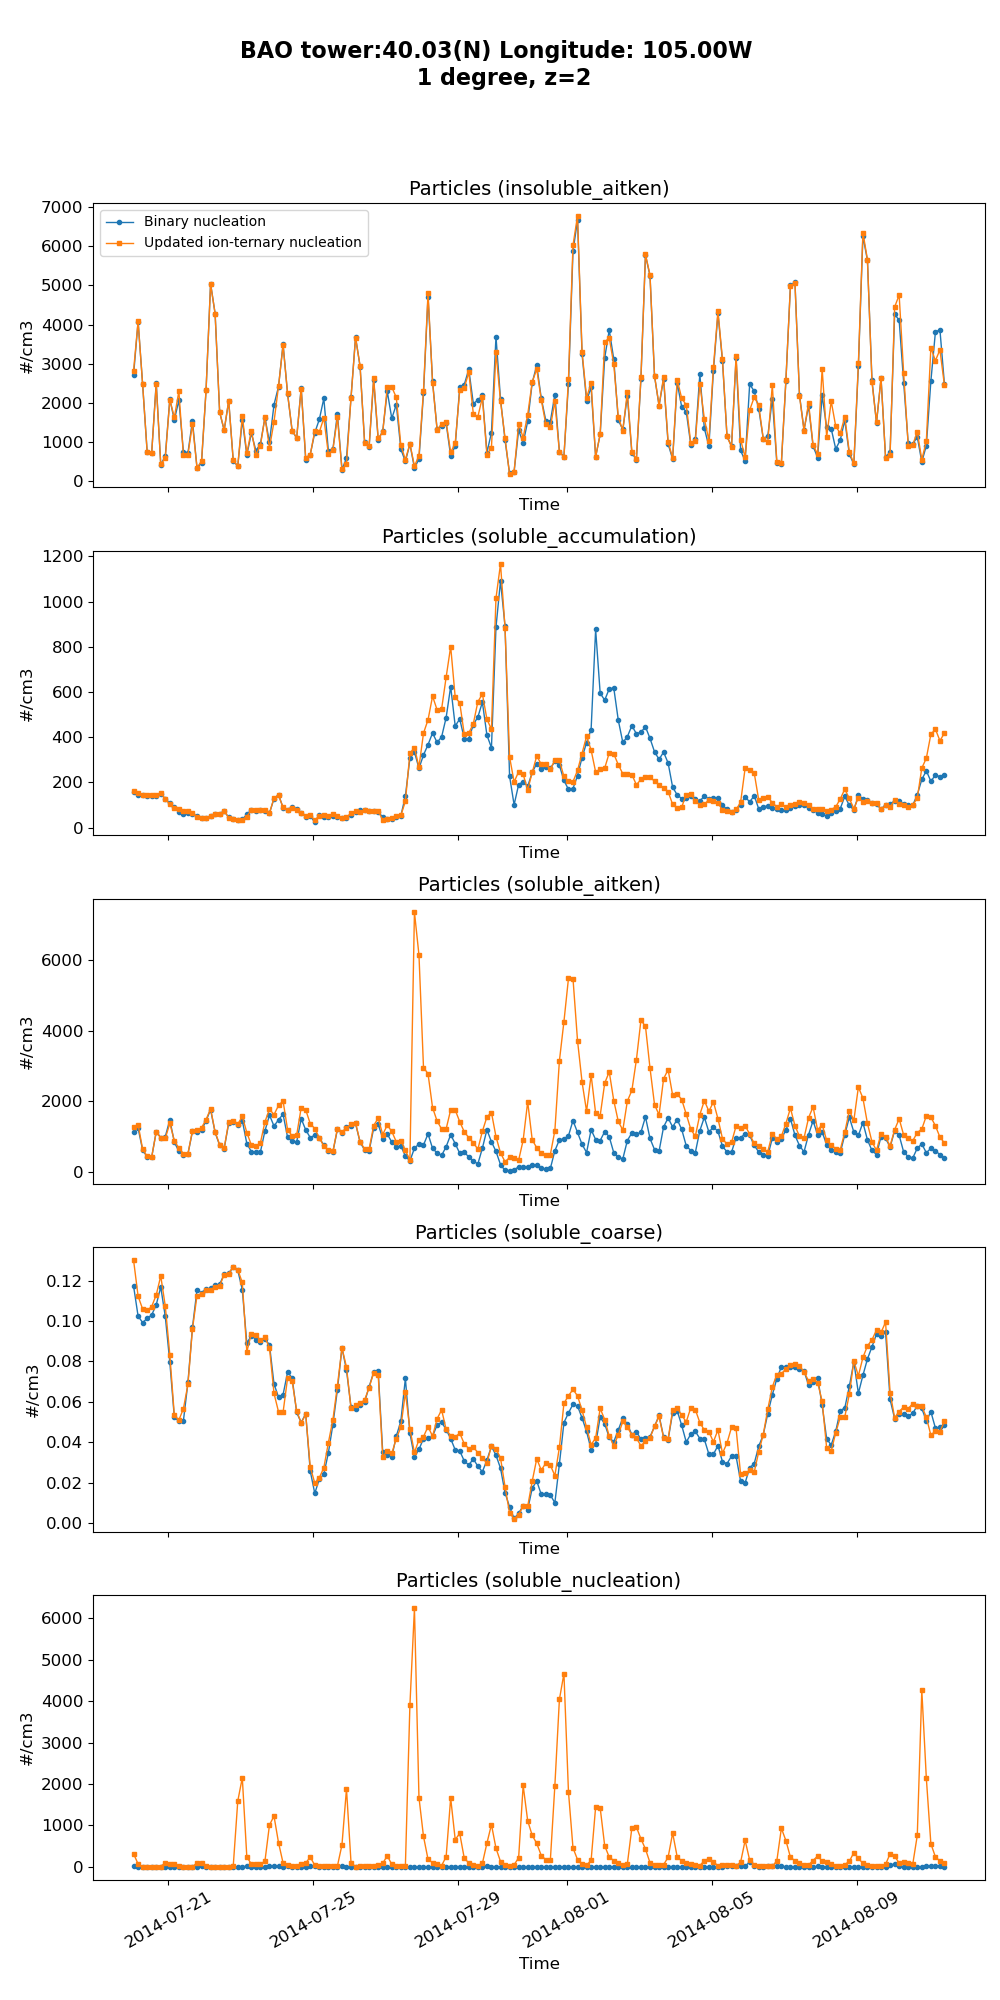 BAO tower:40.03(N) Longitude: 105.00W
1 degree, z=2
Particles (insoluble_aitken)
7000
6000
5000
4000
3000
2000
1000
0
#/cm3
Binary nucleation
Updated ion-ternary nucleation
Time
Particles (soluble_accumulation)
1200
1000
800
600
400
200
0
#/cm3
Time
Particles (soluble_aitken)
6000
4000
2000
0
#/cm3
Time
Particles (soluble_coarse)
0.12
0.10
0.08
0.06
0.04
0.02
0.00
#/cm3
Time
Particles (soluble_nucleation)
6000
5000
4000
3000
2000
1000
0
#/cm3
2014-07-21
2014-07-25
2014-07-29
2014-08-01
2014-08-05
2014-08-09
Time